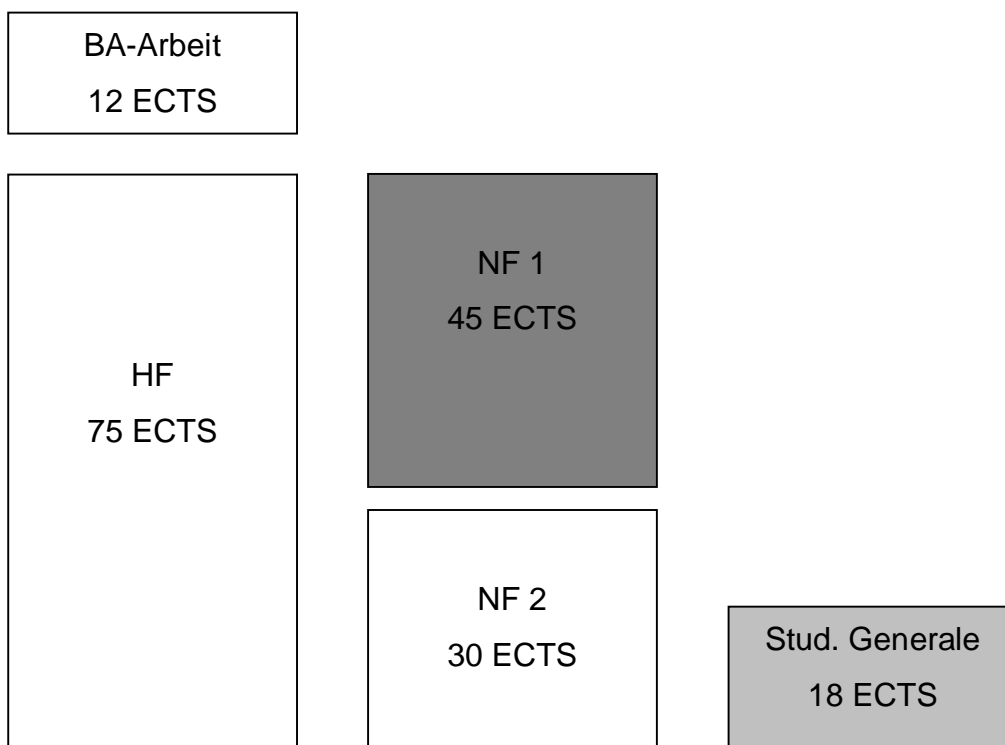 BA-Arbeit
12 ECTS
HF
75 ECTS
NF 1
45 ECTS
NF 2
30 ECTS
Stud. Generale
18 ECTS